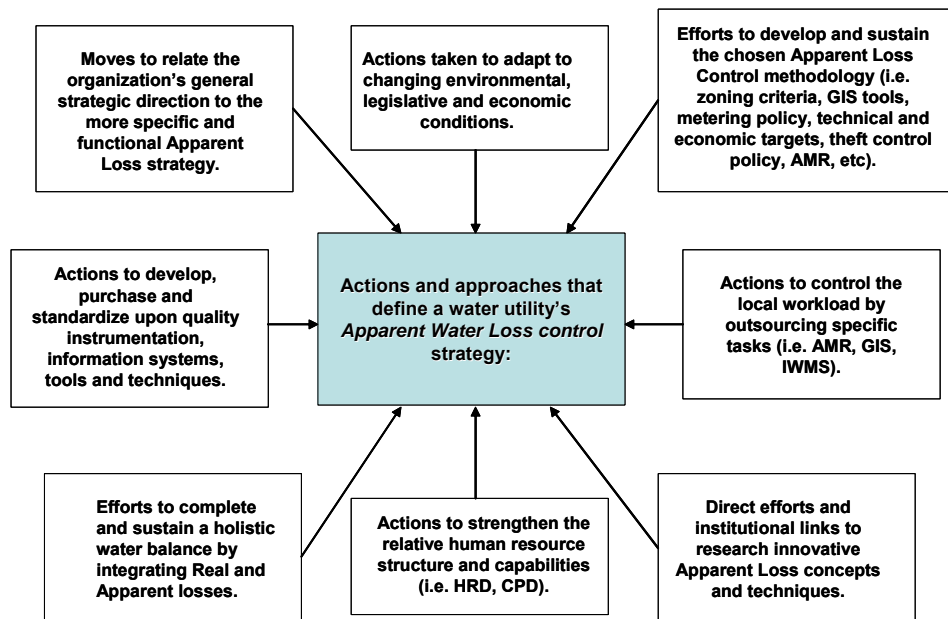 Moves to relate the
organization's general
strategic direction to the
more specific and
functional Apparent
Loss strategy.
Actions taken to adapt to
changing environmental,
legislative and economic
conditions.
Efforts to develop and sustain
the chosen Apparent Loss
Control methodology (i.e.
zoning criteria, GIS tools,
metering policy, technical and
economic targets, theft control
policy, AMR, etc).
Actions to develop,
purchase and
standardize upon quality
instrumentation,
information systems,
tools and techniques.
Actions and approaches that
define a water utility's
Apparent Water Loss control
strategy:
Actions to control the
local workload by
outsourcing specific
tasks (i.e. AMR, GIS,
IWMS).
Efforts to complete
and sustain a holistic
water balance by
integrating Real and
Apparent losses.
Actions to strengthen the
relative human resource
structure and capabilities
(i.e. HRD, CPD).
Direct efforts and
institutional links to
research innovative
Apparent Loss concepts
and techniques.